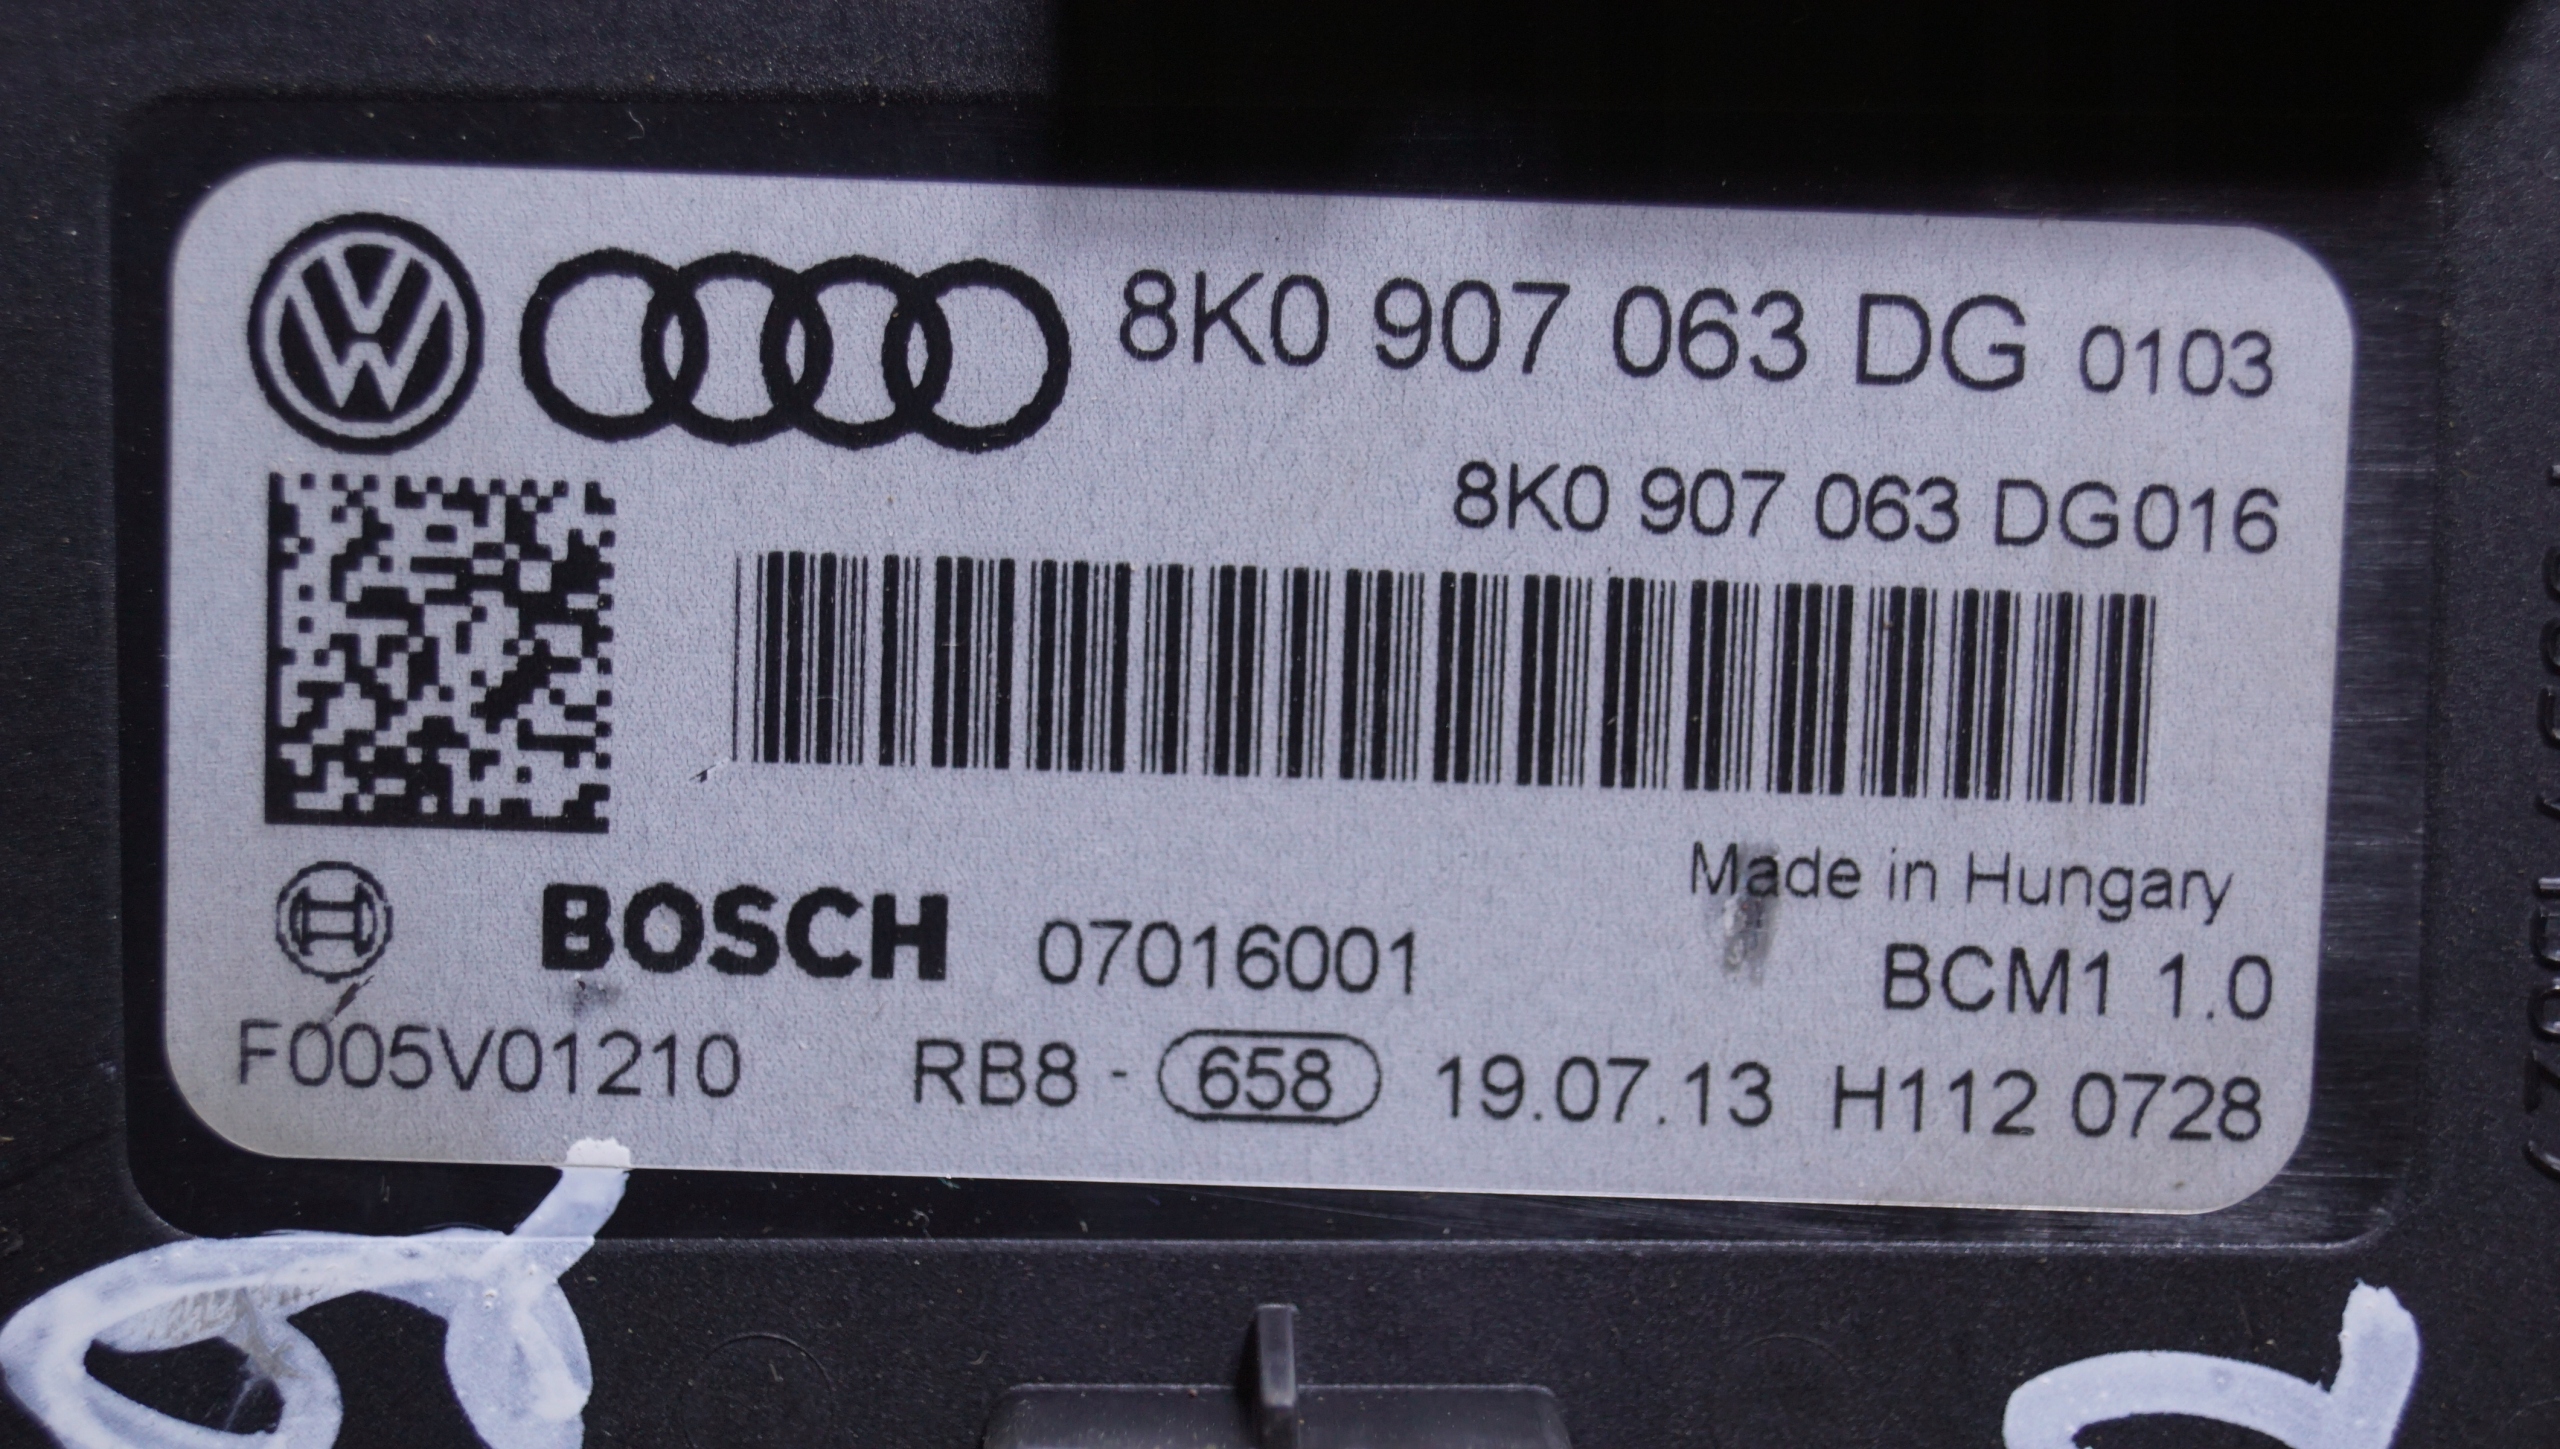 8K0 907 063 DG 0103
8K0 907 063 DG016
Made in Hungary
BOSCH 07016001
BCM1 1.0
F005V01210 RB8 - 658 19.07.13 H112 0728